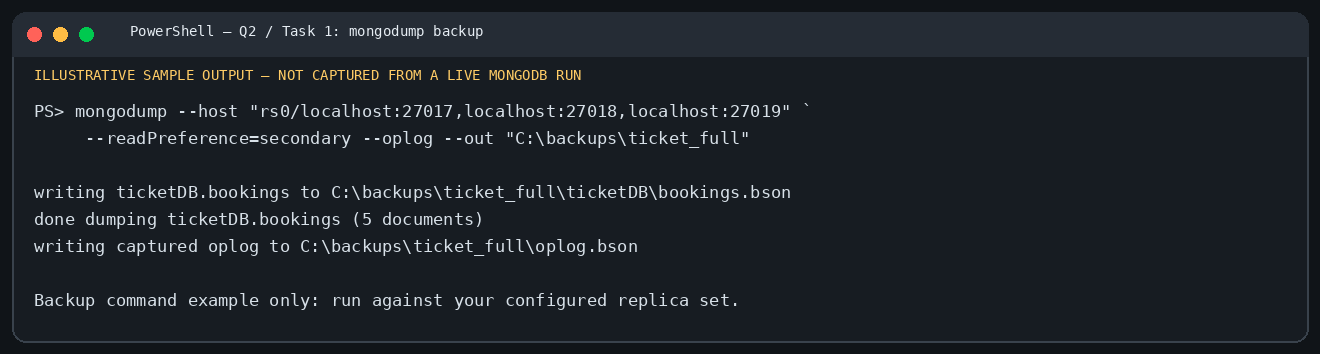 PowerShell — Q2 / Task 1: mongodump backup
ILLUSTRATIVE SAMPLE OUTPUT — NOT CAPTURED FROM A LIVE MONGODB RUN
PS> mongodump --host "rs0/localhost:27017,localhost:27018,localhost:27019" `
--readPreference=secondary --oplog --out "C:\backups\ticket_full"
writing ticketDB.bookings to C:\backups\ticket_full\ticketDB\bookings.bson
done dumping ticketDB.bookings (5 documents)
writing captured oplog to C:\backups\ticket_full\oplog.bson
Backup command example only: run against your configured replica set.